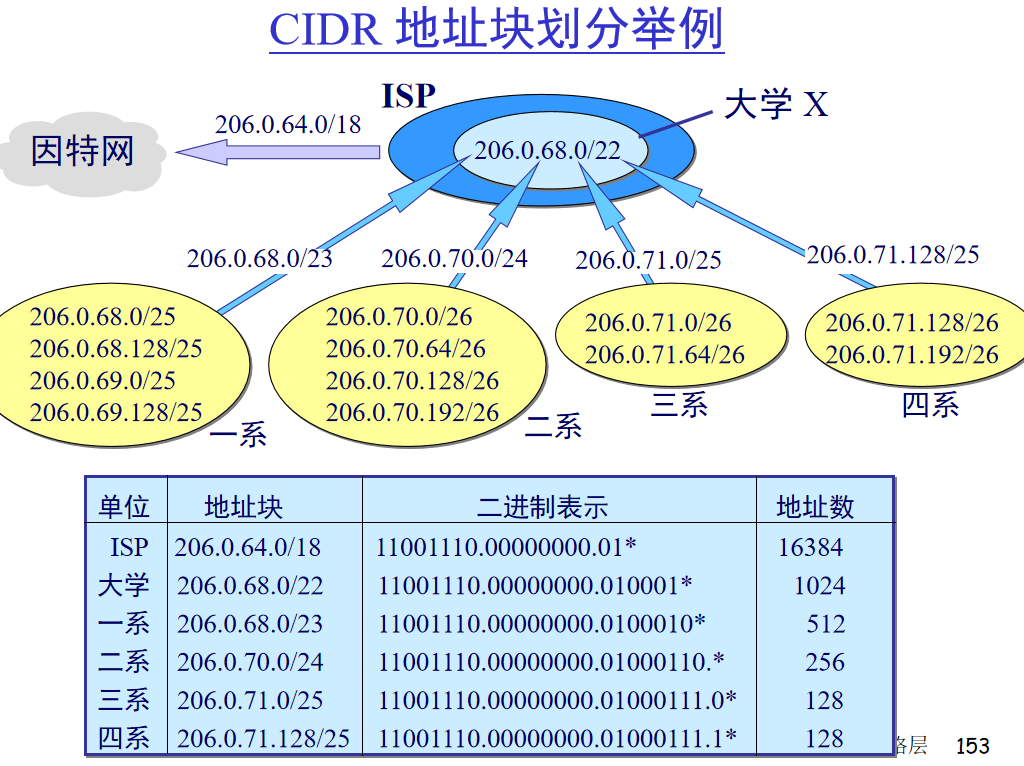 CIDR 地址块划分举例
ISP
大学 X
206.0.64.0/18
因特网
206.0.68.0/22
206.0.68.0/23
206.0.70.0/24
206.0.71.0/25
206.0.71.128/25
206.0.68.0/25
206.0.68.128/25
206.0.69.0/25
206.0.69.128/25
一系
206.0.70.0/26
206.0.70.64/26
206.0.70.128/26
206.0.70.192/26
二系
206.0.71.0/26
206.0.71.64/26
三系
206.0.71.128/26
206.0.71.192/26
四系
单位 地址块 二进制表示 地址数
ISP 206.0.64.0/18 11001110.00000000.01* 16384
大学 206.0.68.0/22 11001110.00000000.010001* 1024
一系 206.0.68.0/23 11001110.00000000.0100010* 512
二系 206.0.70.0/24 11001110.00000000.01000110.* 256
三系 206.0.71.0/25 11001110.00000000.01000111.0* 128
四系 206.0.71.128/25 11001110.00000000.01000111.1* 128
层 153